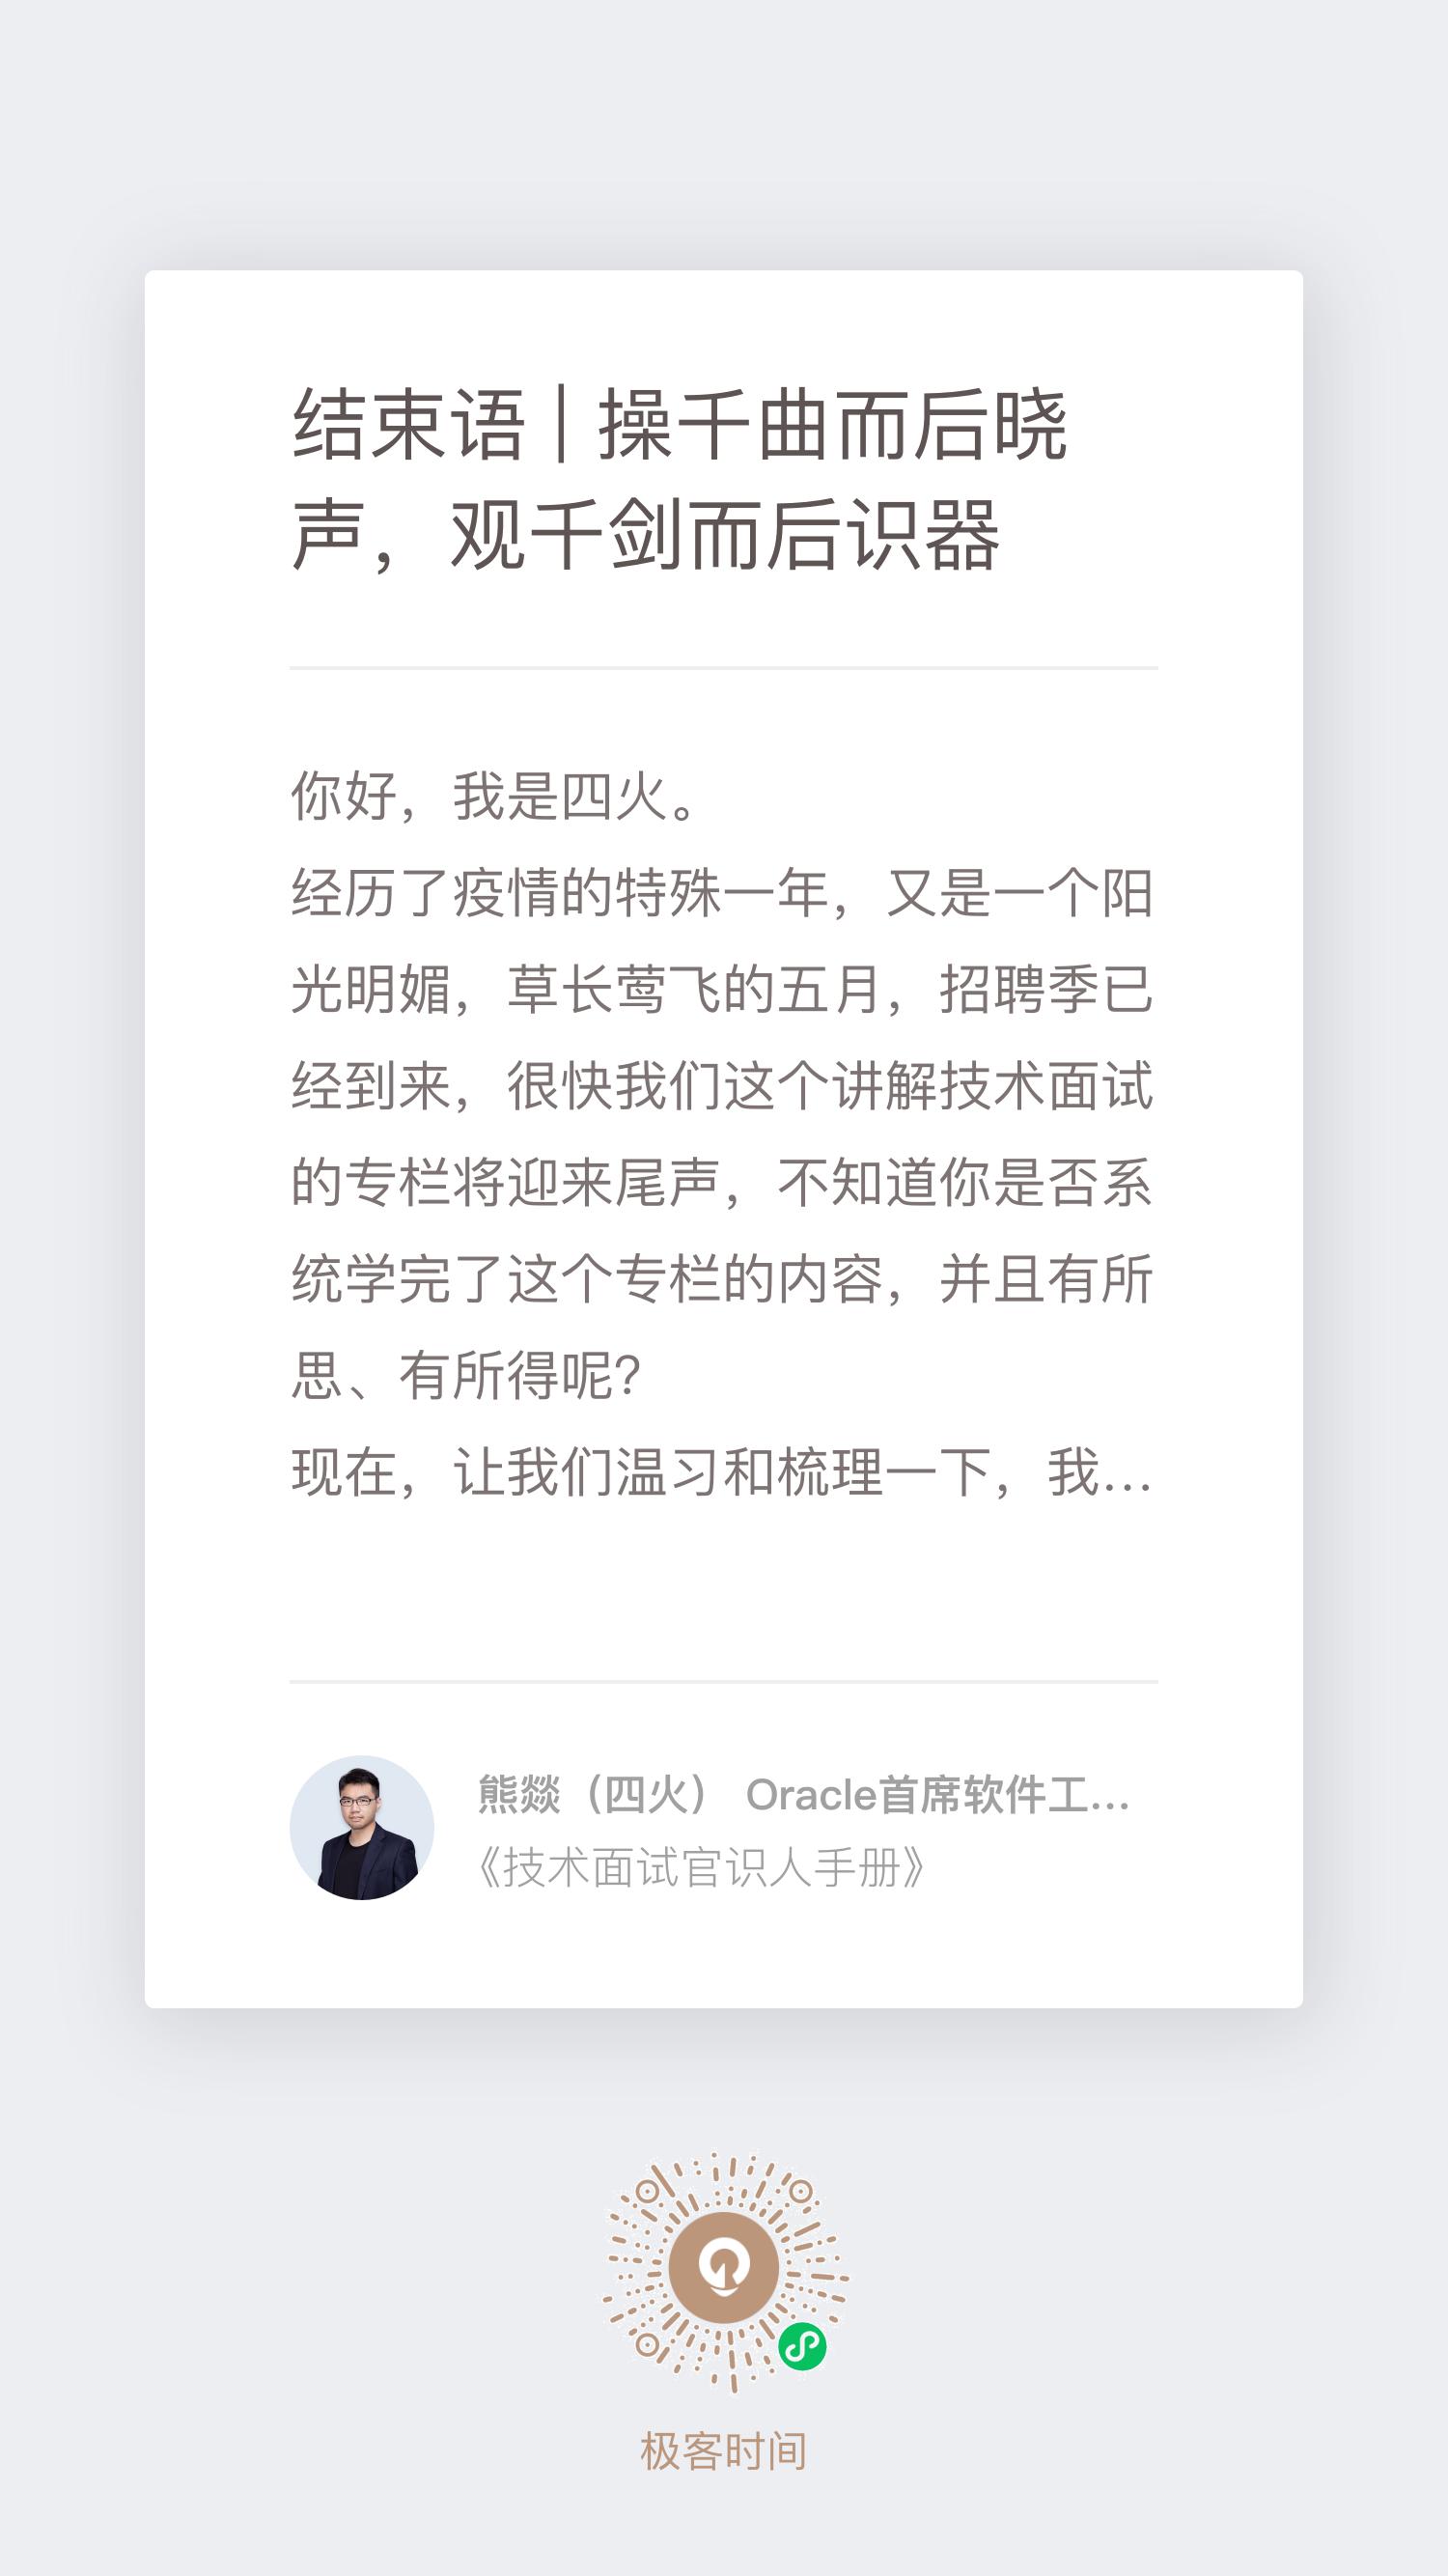 结束语 | 操千曲而后晓
声，观千剑而后识器
你好，我是四火。
经历了疫情的特殊一年，又是一个阳
光明媚，草长莺飞的五月，招聘季已
经到来，很快我们这个讲解技术面试
的专栏将迎来尾声，不知道你是否系
统学完了这个专栏的内容，并且有所
思、有所得呢？
现在，让我们温习和梳理一下，我...
熊燚（四火） Oracle首席软件工...
《技术面试官识人手册》
极客时间